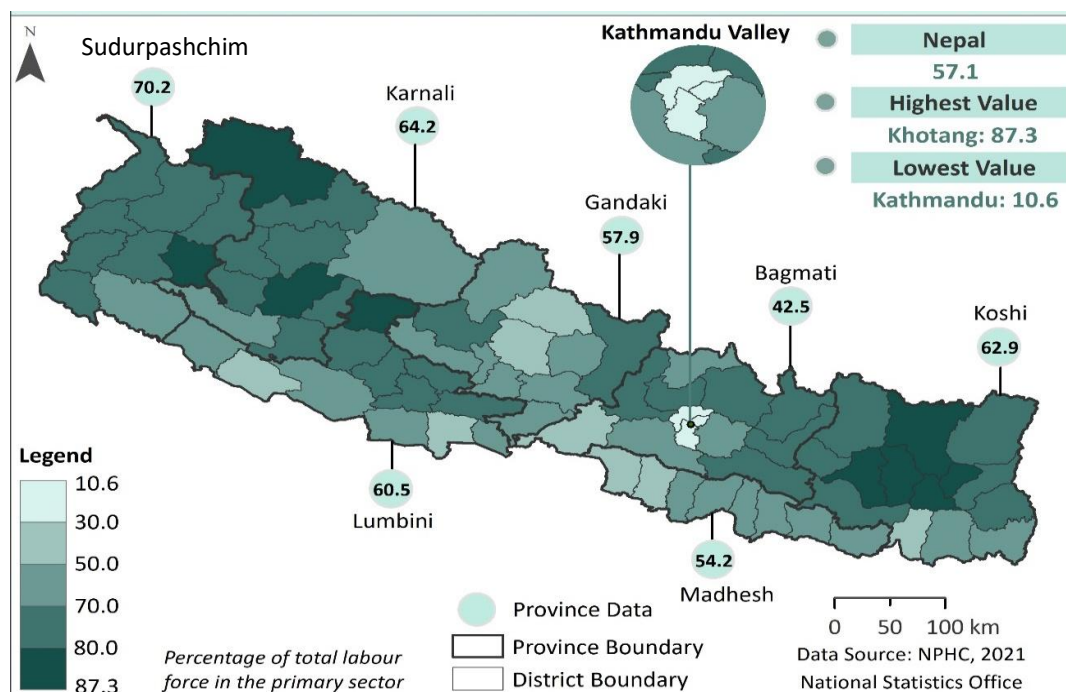 N
Sudurpashchim
70.2
Karnali
64.2
Gandaki
57.9
Kathmandu Valley
Bagmati
42.5
Koshi
62.9
Nepal
57.1
Highest Value
Khotang: 87.3
Lowest Value
Kathmandu: 10.6
60.5
Lumbini
54.2
Madhesh
Legend
10.6
30.0
50.0
70.0
80.0
87.3
Percentage of total labour
force in the primary sector
Province Data
Province Boundary
District Boundary
0 50 100 km
Data Source: NPHC, 2021
National Statistics Office